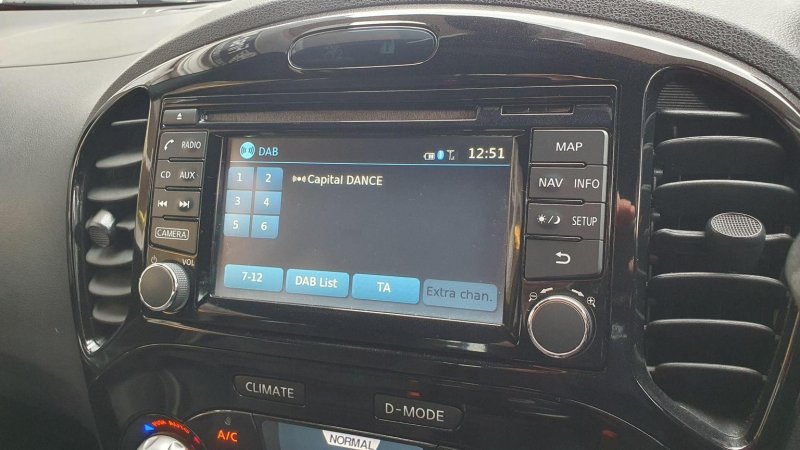 RADIO
CD AUX
CAMERA
VOL
DAB
12:51
1 2
3 4
5 6
Capital DANCE
7-12
DAB List
TA
Extra chan.
MAP
NAV INFO
SETUP
CLIMATE
D-MODE
A/C
NORMAL